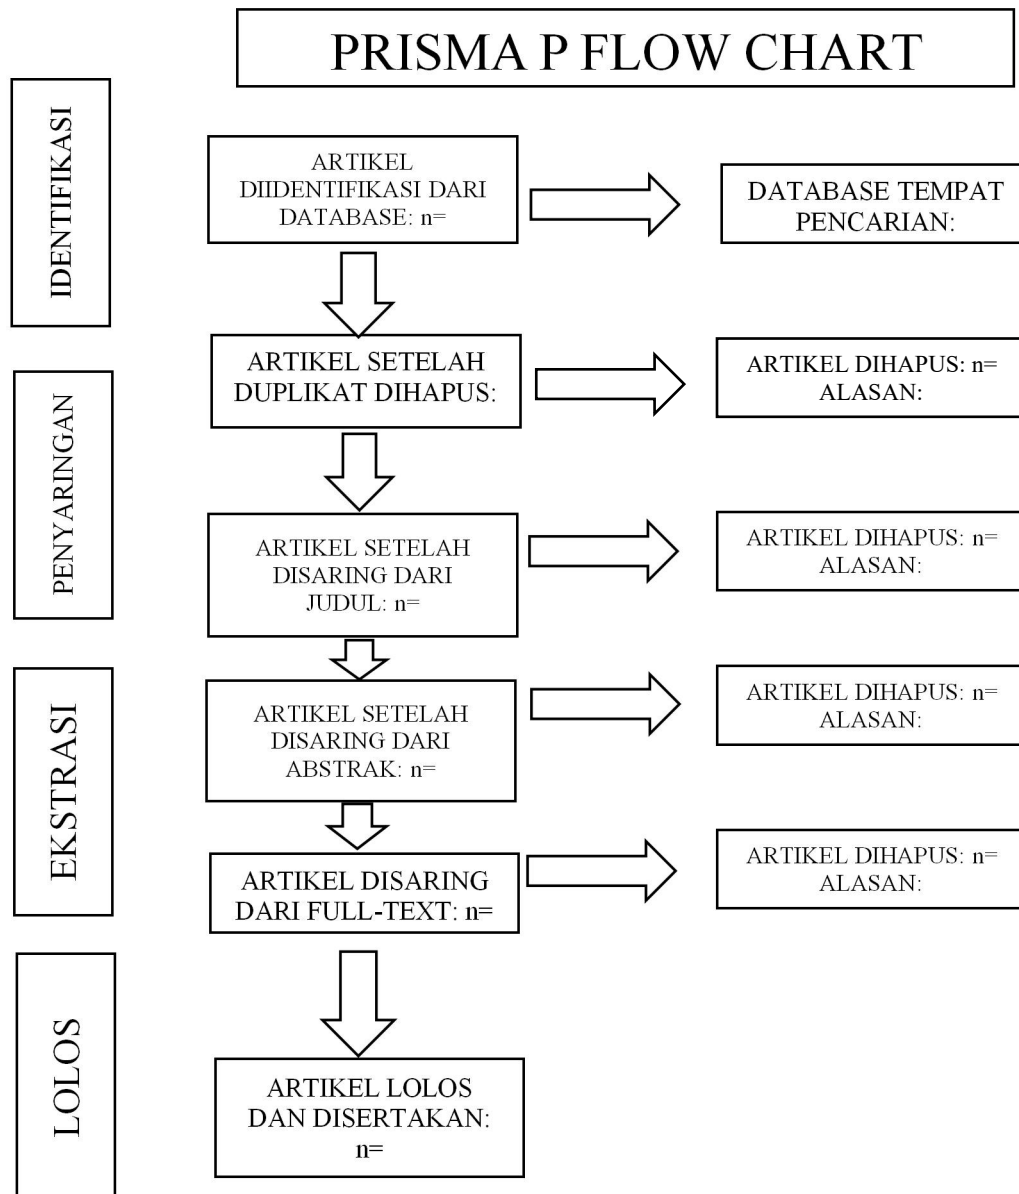 PRISMA P FLOW CHART
IDENTIFIKASI
ARTIKEL
DIIDENTIFIKASI DARI
DATABASE: n=
DATABASE TEMPAT
PENCARIAN:
PENYARINGAN
ARTIKEL SETELAH
DUPLIKAT DIHAPUS:
ARTIKEL DIHAPUS: n=
ALASAN:
ARTIKEL SETELAH
DISARING DARI
JUDUL: n=
ARTIKEL DIHAPUS: n=
ALASAN:
EKSTRASI
ARTIKEL SETELAH
DISARING DARI
ABSTRAK: n=
ARTIKEL DIHAPUS: n=
ALASAN:
ARTIKEL DISARING
DARI FULL-TEXT: n=
ARTIKEL DIHAPUS: n=
ALASAN:
LOLOS
ARTIKEL LOLOS
DAN DISERTAKAN:
n=